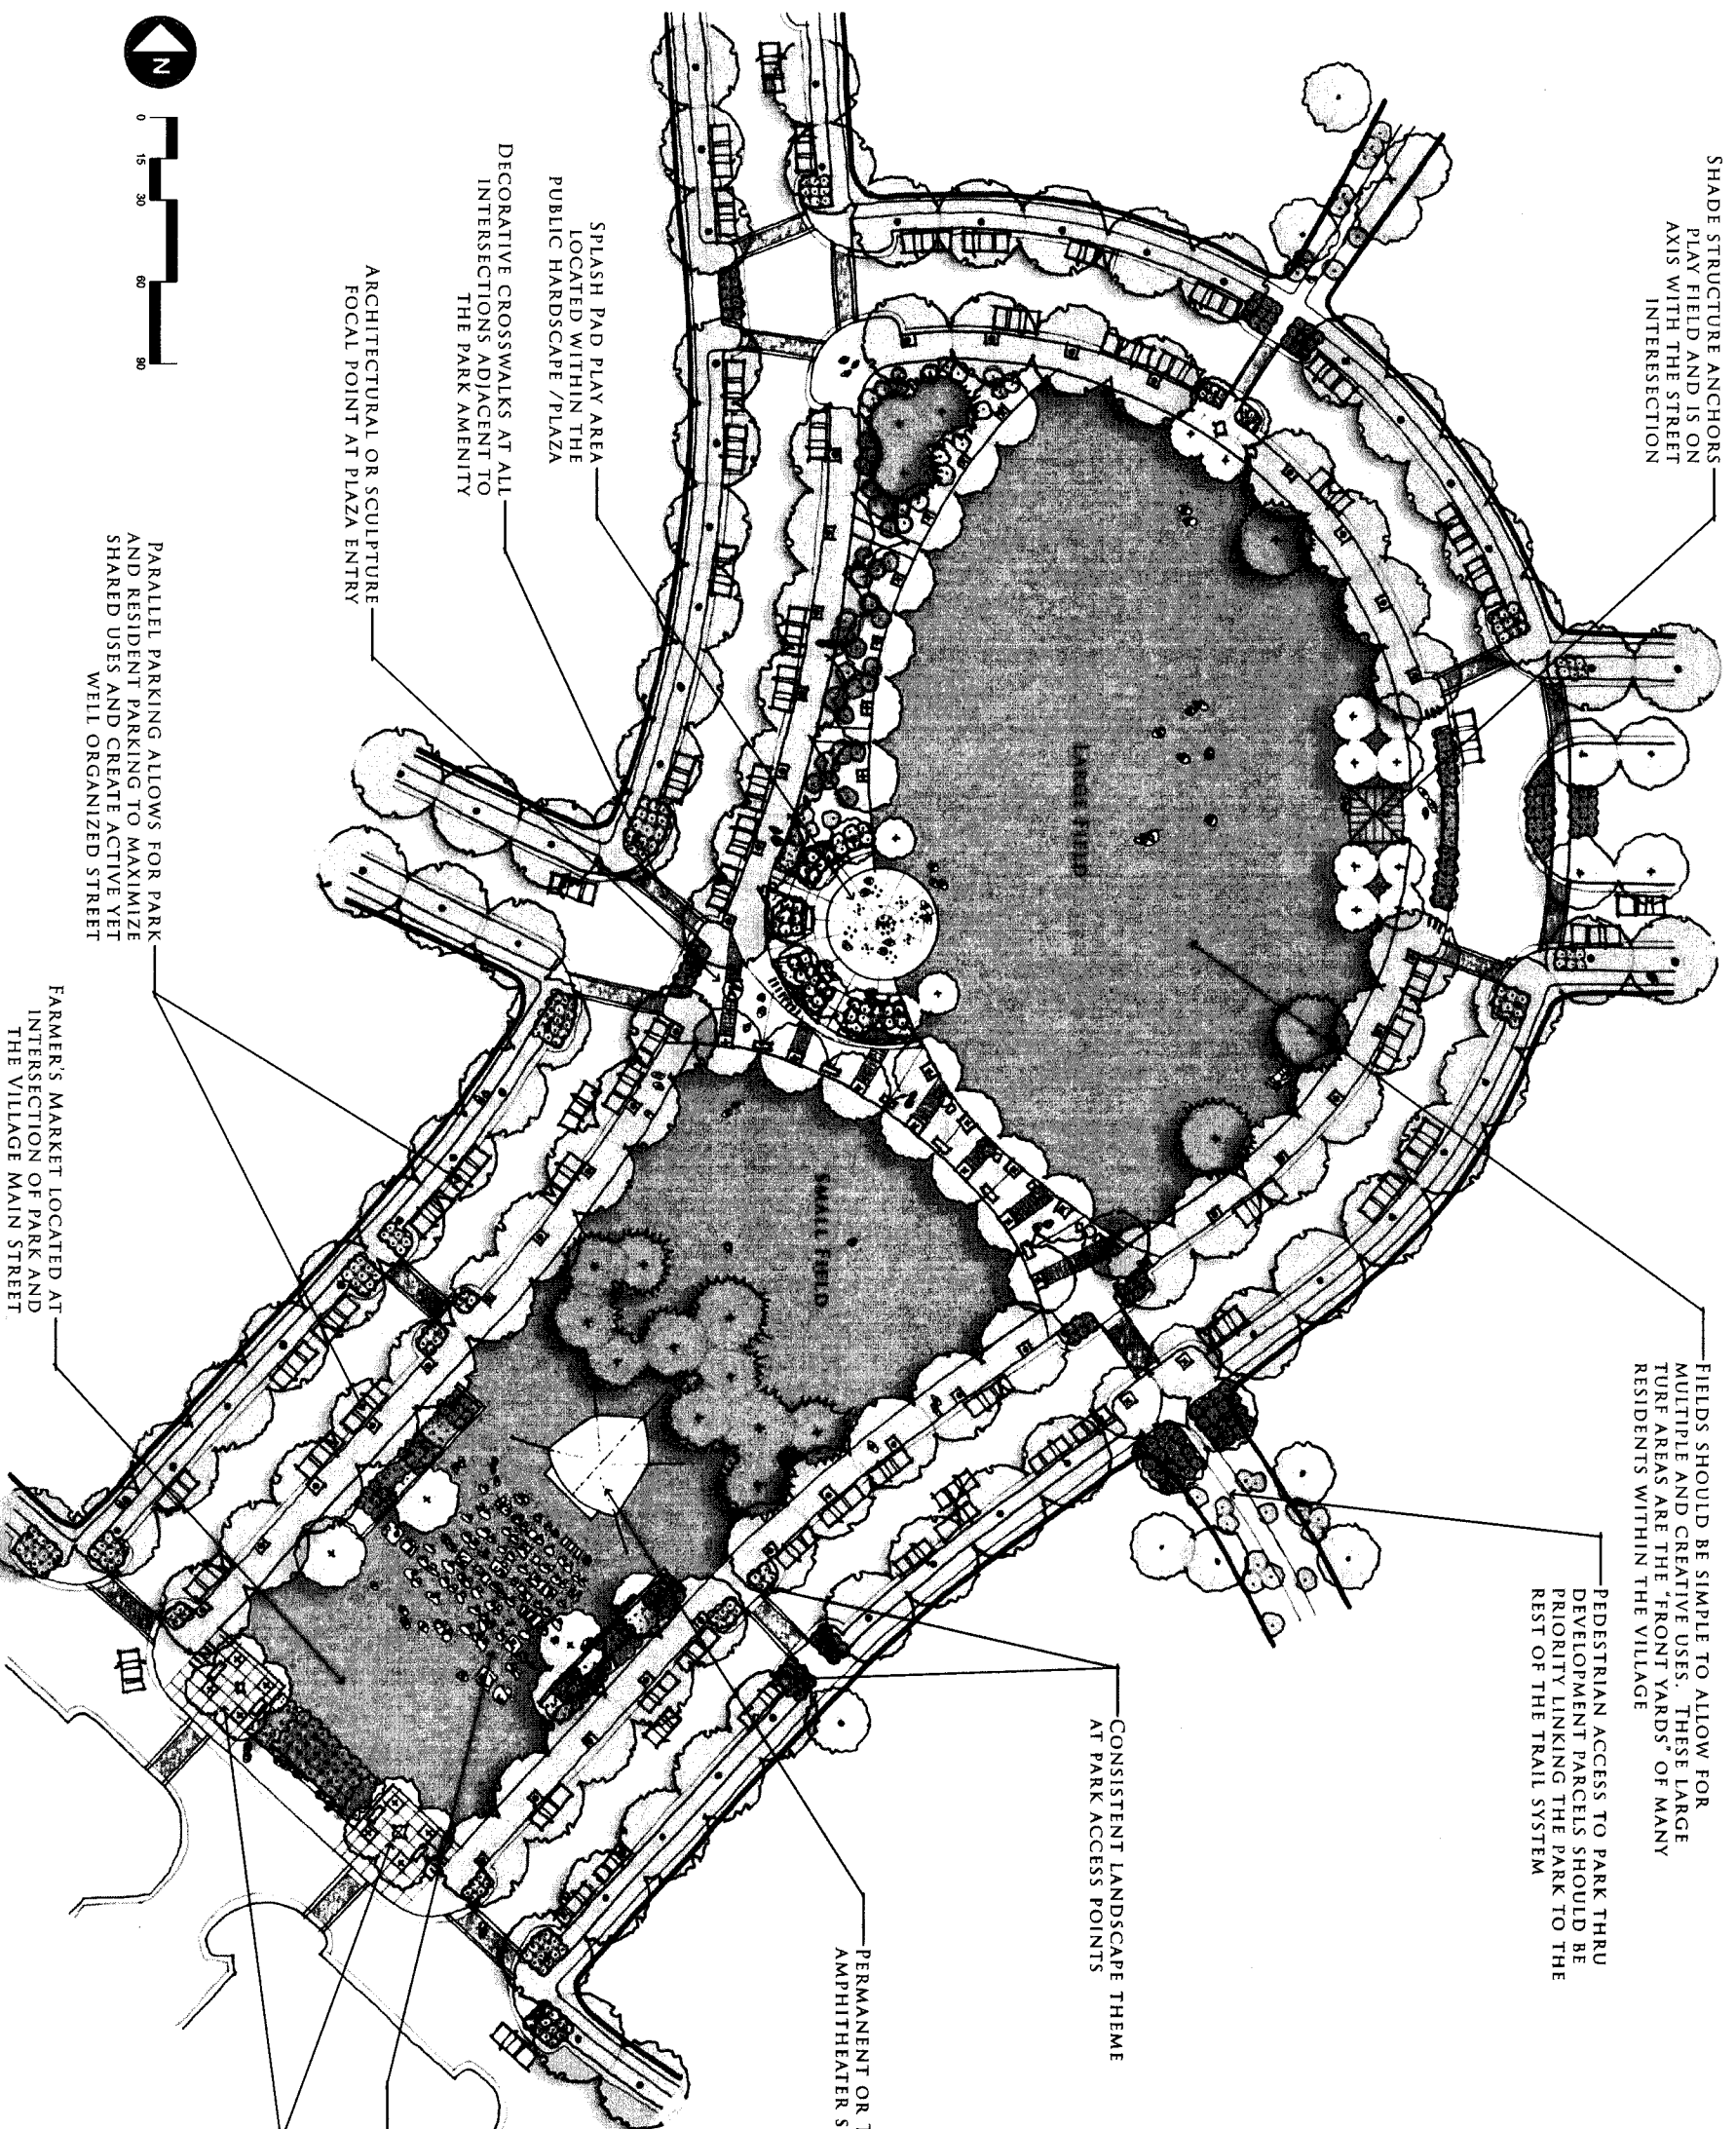 SHADE STRUCTURE ANCHORS
PLAY FIELD AND IS ON
AXIS WITH THE STREET
INTERESECTION
FIELDS SHOULD BE SIMPLE TO ALLOW FOR
MULTIPLE AND CREATIVE USES. THESE LARGE
TURF AREAS ARE THE "FRONT YARDS" OF MANY
RESIDENTS WITHIN THE VILLAGE
PEDESTRIAN ACCESS TO PARK THRU
DEVELOPMENT PARCELS SHOULD BE
PRIORITY LINKING THE PARK TO THE
REST OF THE TRAIL SYSTEM
CONSISTENT LANDSCAPE THEME
AT PARK ACCESS POINTS
PERMANENT OR T
AMPHITHEATER S
LARGE FIELD
SMALL FIELD
SPLASH PAD PLAY AREA
LOCATED WITHIN THE
PUBLIC HARDSCAPE /PLAZA
DECORATIVE CROSSWALKS AT ALL
INTERSECTIONS ADJACENT TO
THE PARK AMENITY
ARCHITECTURAL OR SCULPTURE
FOCAL POINT AT PLAZA ENTRY
PARALLEL PARKING ALLOWS FOR PARK
AND RESIDENT PARKING TO MAXIMIZE
SHARED USES AND CREATE ACTIVE YET
WELL ORGANIZED STREET
FARMER'S MARKET LOCATED AT
INTERSECTION OF PARK AND
THE VILLAGE MAIN STREET
N
0 15 30 60 90